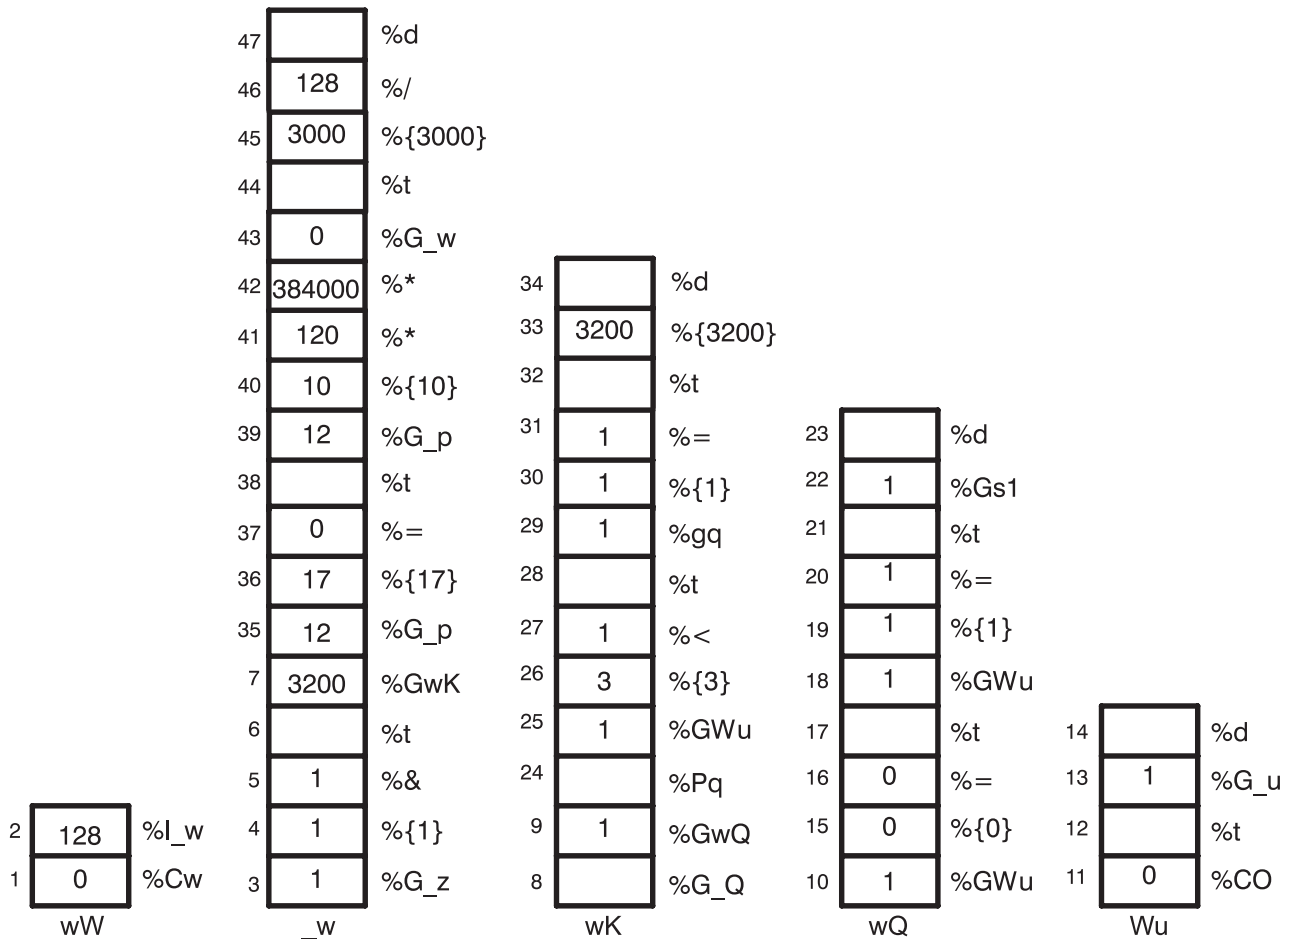 47 %d
46 128 %/
45 3000 %{3000}
44 %t
43 0 %G_w
42 384000 %*
41 120 %*
40 10 %{10}
39 12 %G_p
38 %t
37 0 %=
36 17 %{17}
35 12 %G_p
7 3200 %GwK
6 %t
5 1 %&
4 1 %{1}
3 1 %G_z
_w
2 128 %I_w
1 0 %Cw
wW
34 %d
33 3200 %{3200}
32 %t
31 1 %=
30 1 %{1}
29 1 %gq
28 %t
27 1 %<
26 3 %{3}
25 1 %GWu
24 %Pq
9 1 %GwQ
8 %G_Q
wK
23 %d
22 1 %Gs1
21 %t
20 1 %=
19 1 %{1}
18 1 %GWu
17 %t
16 0 %=
15 0 %{0}
10 1 %GWu
wQ
14 %d
13 1 %G_u
12 %t
11 0 %CO
Wu